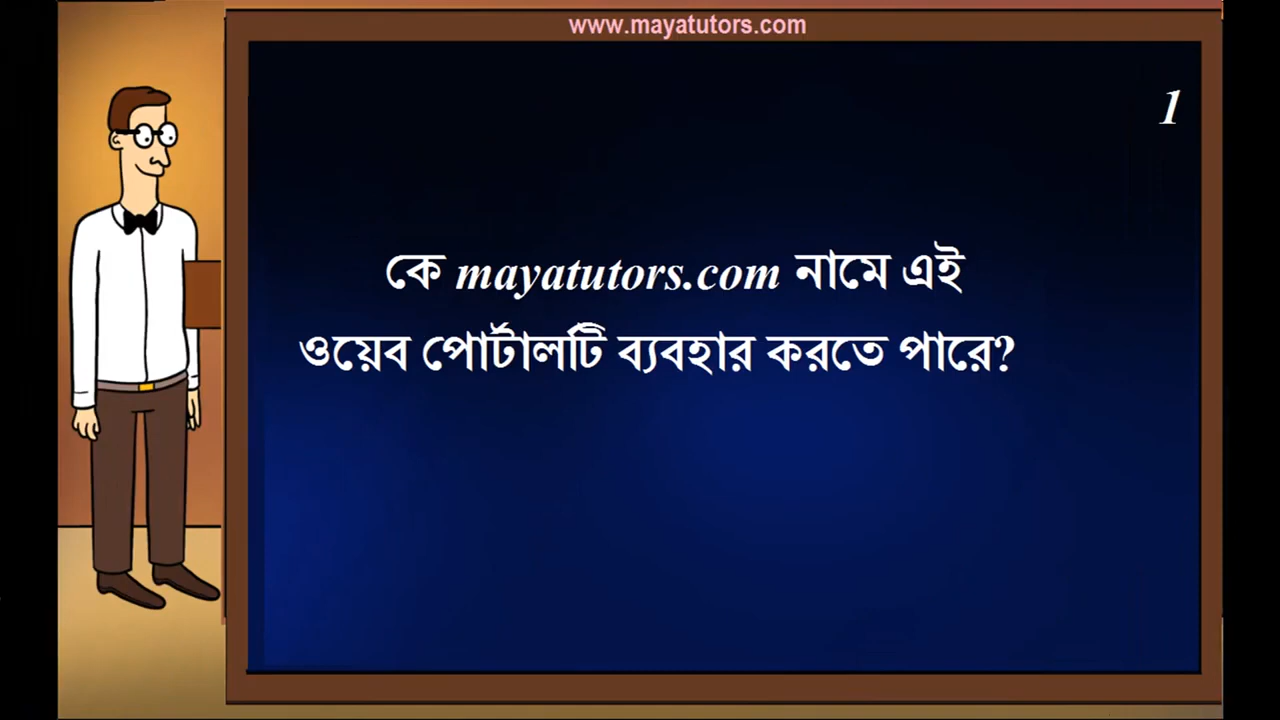 www.mayatutors.com
1
কে mayatutors.com নামে এই
ওয়েব পোর্টালটি ব্যবহার করতে পারে?